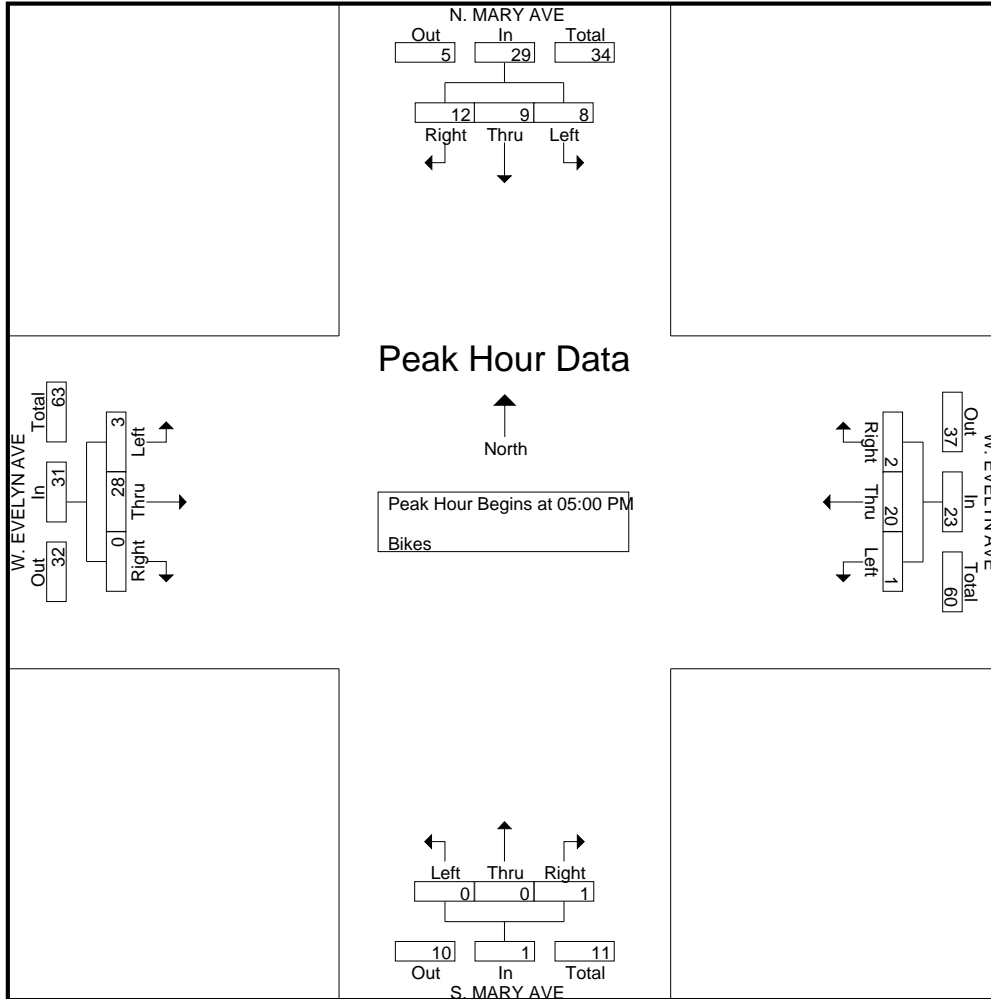 N. MARY AVE
Out In Total
5 29 34
12 9 8
Right Thru Left
Peak Hour Data
North
Peak Hour Begins at 05:00 PM
Bikes
W. EVELYN AVE
Total In Out
63 31 32
3 28 0
Left Thru Right
W. EVELYN AVE
Out In Total
37 23 60
2 20 1
Right Thru Left
Left Thru Right
0 0 1
10 1 11
Out In Total
S. MARY AVE